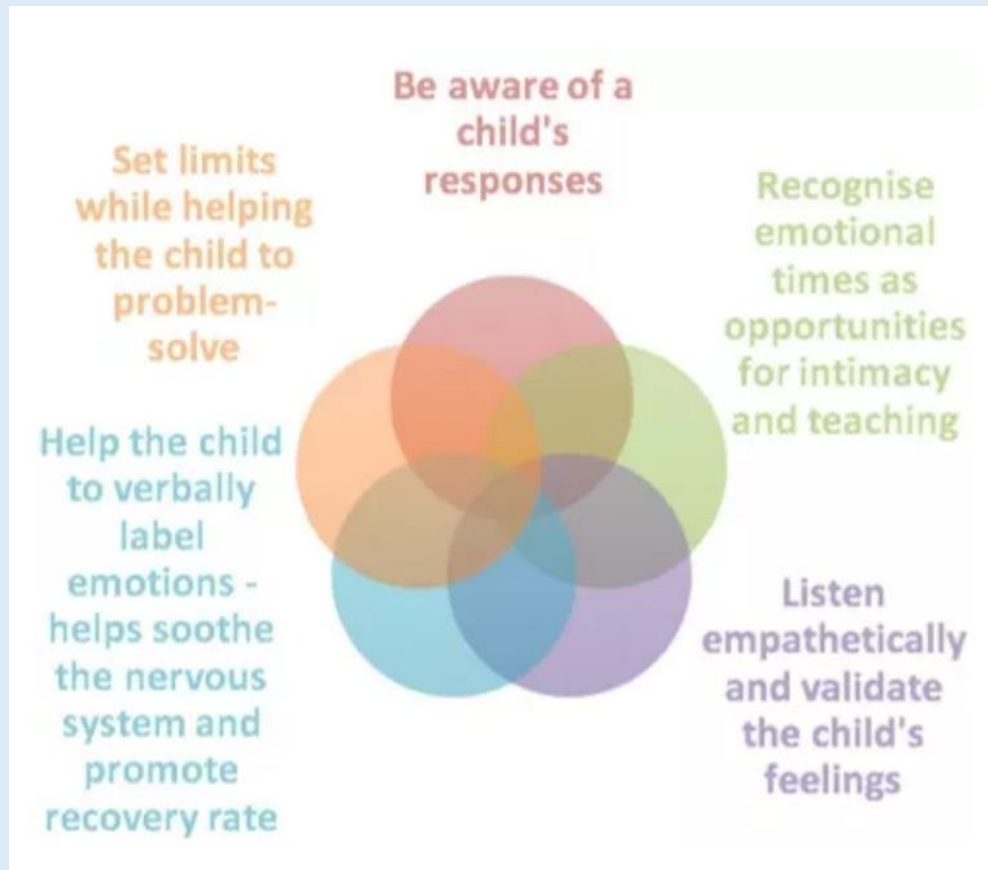 Be aware of a
child's
responses
Recognise
emotional
times as
opportunities
for intimacy
and teaching
Listen
empathetically
and validate
the child's
feelings
Help the child
to verbally
label
emotions -
helps soothe
the nervous
system and
promote
recovery rate
Set limits
while helping
the child to
problem-
solve